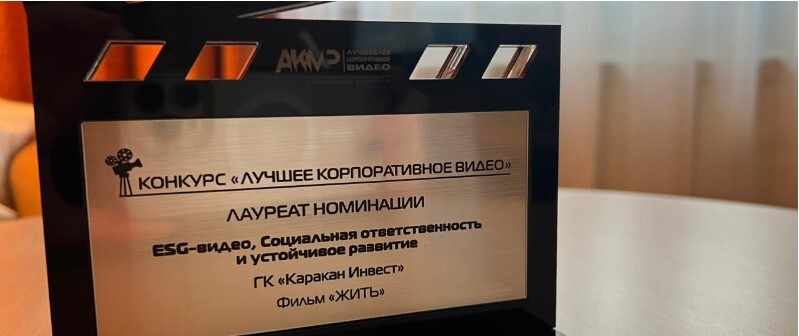 АКМР
ЛУЧШЕЕ
КОРПОРАТИВНОЕ
ВИДЕО
КОНКУРС «ЛУЧШЕЕ КОРПОРАТИВНОЕ ВИДЕО»
ЛАУРЕАТ НОМИНАЦИИ
ESG-видео, Социальная ответственность
и устойчивое развитие
ГК «Каракан Инвест»
Фильм «ЖИТЬ»